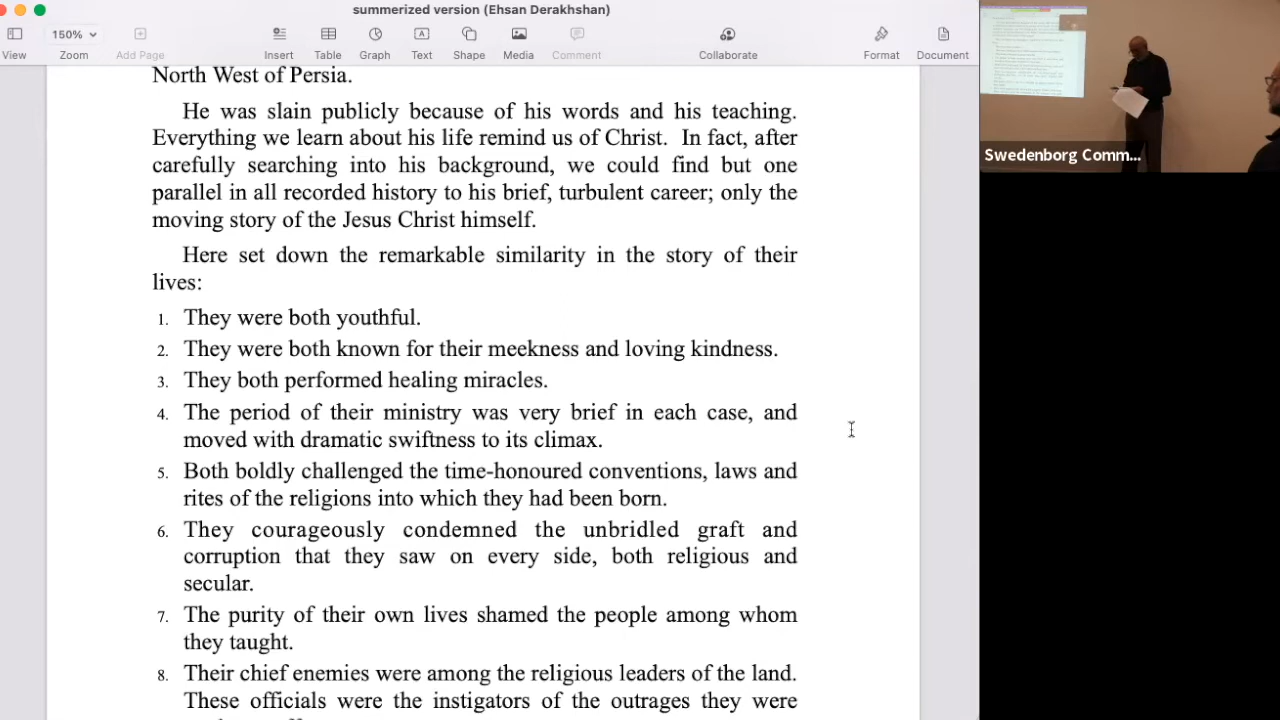 summerized version (Ehsan Derakhshan)
150%
View
Zoom
Add Page
Insert
Table
Graphs
Text
Shape
Media
Comment
Collaborate
Format
Document
North West of Persia
He was slain publicly because of his words and his teaching.
Everything we learn about his life remind us of Christ. In fact, after
carefully searching into his background, we could find but one
parallel in all recorded history to his brief, turbulent career; only the
moving story of the Jesus Christ himself.
Here set down the remarkable similarity in the story of their
lives:
1. They were both youthful.
2. They were both known for their meekness and loving kindness.
3. They both performed healing miracles.
4. The period of their ministry was very brief in each case, and
moved with dramatic swiftness to its climax.
5. Both boldly challenged the time-honoured conventions, laws and
rites of the religions into which they had been born.
6. They courageously condemned the unbridled graft and
corruption that they saw on every side, both religious and
secular.
7. The purity of their own lives shamed the people among whom
they taught.
8. Their chief enemies were among the religious leaders of the land.
These officials were the instigators of the outrages they were
Swedenborg Comm...